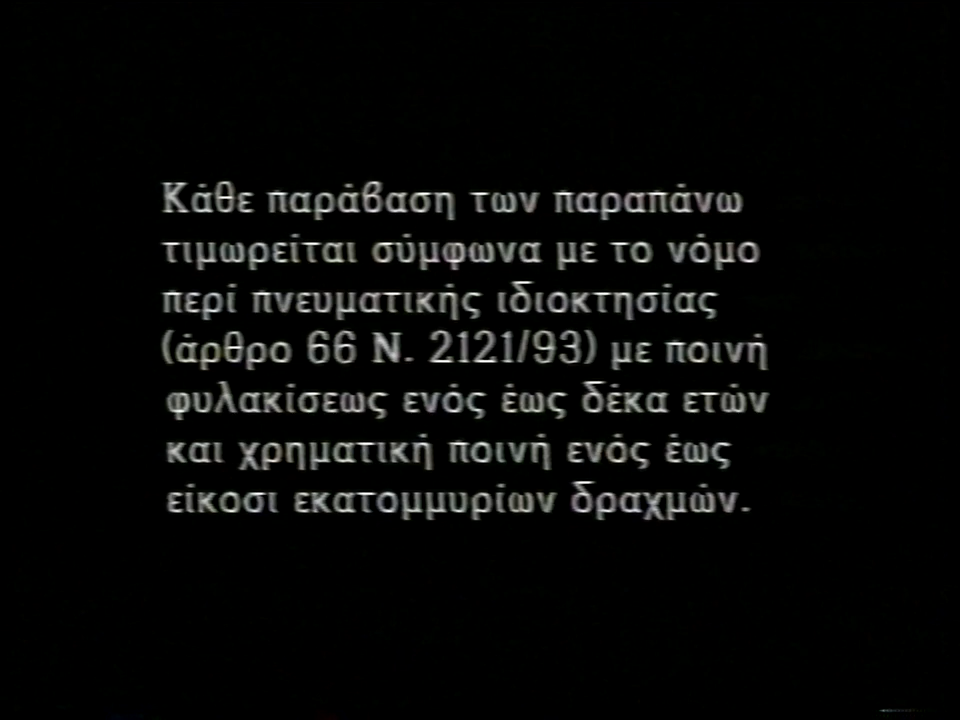 Κάθε παράβαση των παραπάνω
τιμωρείται σύμφωνα με το νόμο
περί πνευματικής ιδιοκτησίας
(άρθρο 66 Ν. 2121/93) με ποινή
φυλακίσεως ενός έως δέκα ετών
και χρηματική ποινή ενός έως
είκοσι εκατομμυρίων δραχμών.